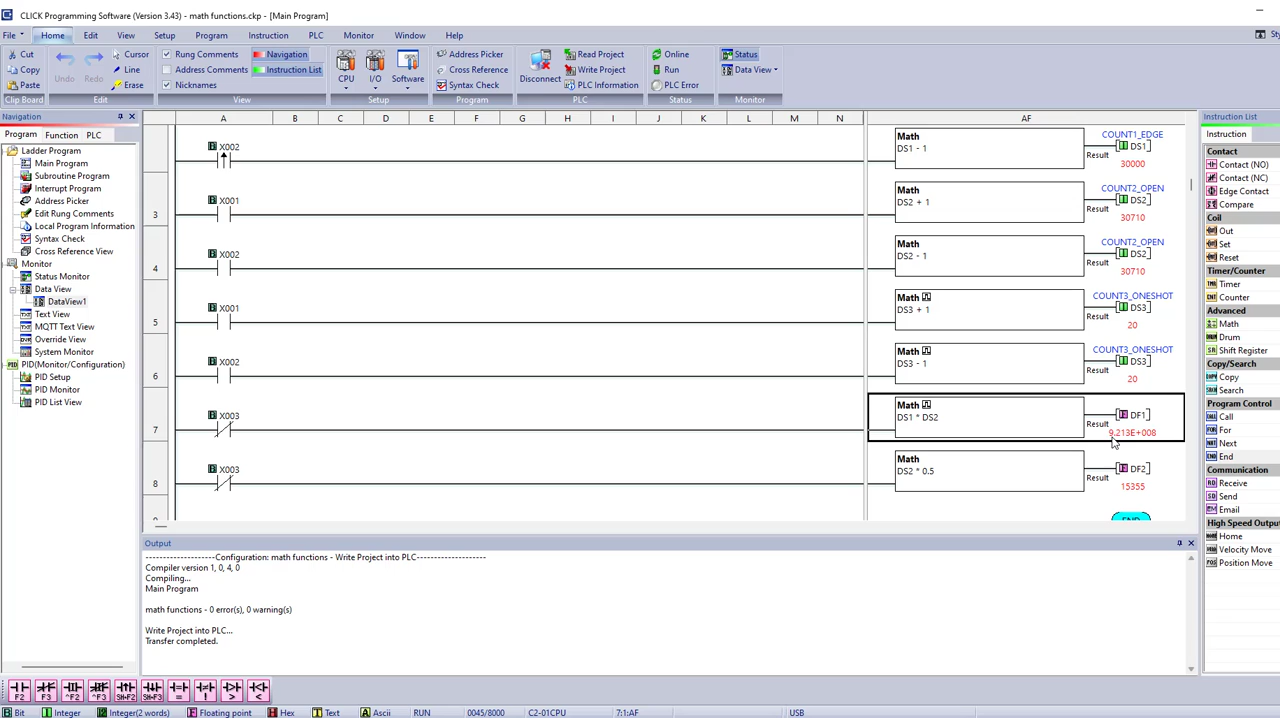 CLICK Programming Software (Version 3.43) - math functions.ckp - [Main Program]
File Home Edit View Setup Program Instruction PLC Monitor Window Help
Cut Copy Paste Clip Board
Undo Redo Cursor Line Erase Edit
Rung Comments Address Comments Nicknames Navigation Instruction List View
CPU I/O Software Setup
Address Picker Cross Reference Syntax Check Program
Disconnect Read Project Write Project PLC Information PLC
Online Run PLC Error Status
Status Data View Monitor
Navigation
Program Function PLC
Ladder Program
Main Program
Subroutine Program
Interrupt Program
Address Picker
Edit Rung Comments
Local Program Information
Syntax Check
Cross Reference View
Monitor
Status Monitor
Data View
DataView1
Text View
MQTT Text View
Override View
System Monitor
PID(Monitor/Configuration)
PID Setup
PID Monitor
PID List View
A B C D E F G H I J K L M N AF
X002 Math DS1 - 1 Result COUNT1_EDGE DS1 30000
3 X001 Math DS2 + 1 Result COUNT2_OPEN DS2 30710
4 X002 Math DS2 - 1 Result COUNT2_OPEN DS2 30710
5 X001 Math DS3 + 1 Result COUNT3_ONESHOT DS3 20
6 X002 Math DS3 - 1 Result COUNT3_ONESHOT DS3 20
7 X003 Math DS1 * DS2 Result DF1 9.213E+008
8 X003 Math DS2 * 0.5 Result DF2 15355
Output
--------------------Configuration: math functions - Write Project into PLC-------------------
Compiler version 1, 0, 4, 0
Compiling...
Main Program
math functions - 0 error(s), 0 warning(s)
Write Project into PLC...
Transfer completed.
Instruction List
Instruction
Contact
Contact (NO)
Contact (NC)
Edge Contact
Compare
Coil
Out
Set
Reset
Timer/Counter
Timer
Counter
Advanced
Math
Drum
Shift Register
Copy/Search
Copy
Search
Program Control
Call
For
Next
End
Communication
Receive
Send
Email
High Speed Output
Home
Velocity Move
Position Move
F2 F3 ^F2 ^F3 SH+F2 SH+F3 = ! > <
Bit Integer Integer(2 words) Floating point Hex Text Ascii RUN 0045/8000 C2-01CPU 7:1:AF USB